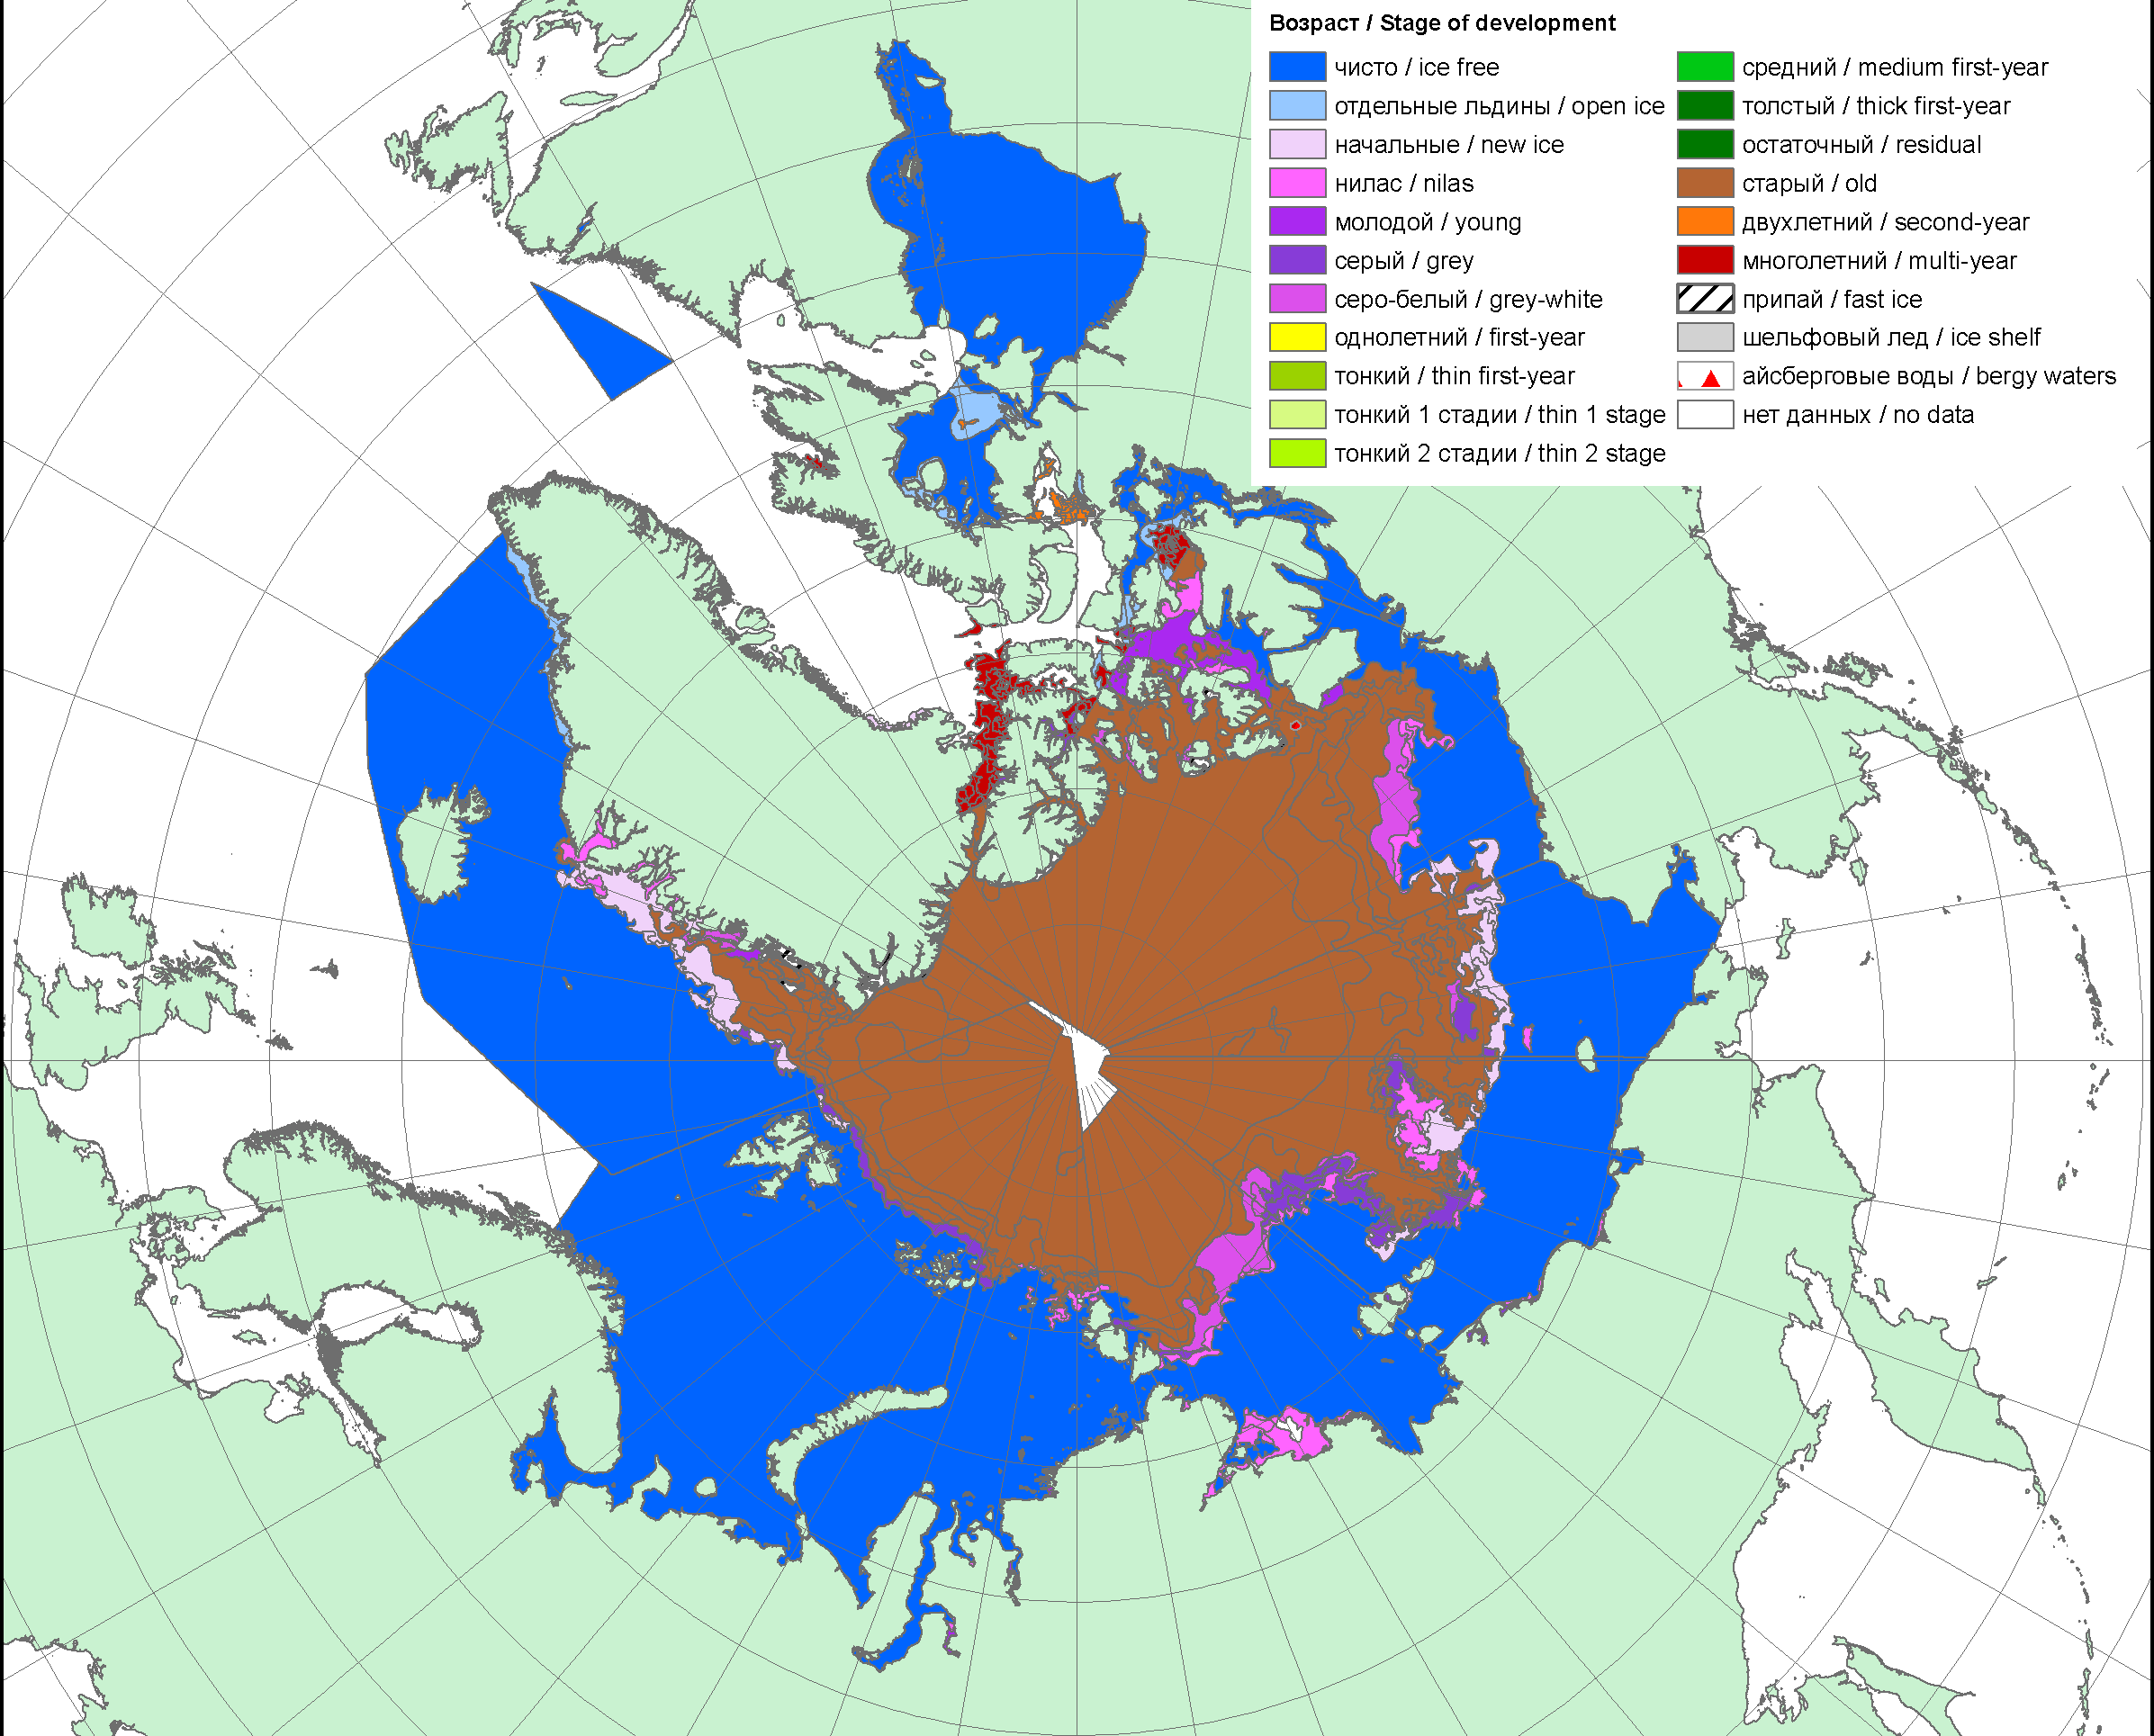 Возраст / Stage of development
чисто / ice free
отдельные льдины / open ice
начальные / new ice
нилас / nilas
молодой / young
серый / grey
серо-белый / grey-white
однолетний / first-year
тонкий / thin first-year
тонкий 1 стадии / thin 1 stage
тонкий 2 стадии / thin 2 stage
средний / medium first-year
толстый / thick first-year
остаточный / residual
старый / old
двухлетний / second-year
многолетний / multi-year
припай / fast ice
шельфовый лед / ice shelf
айсберговые воды / bergy waters
нет данных / no data